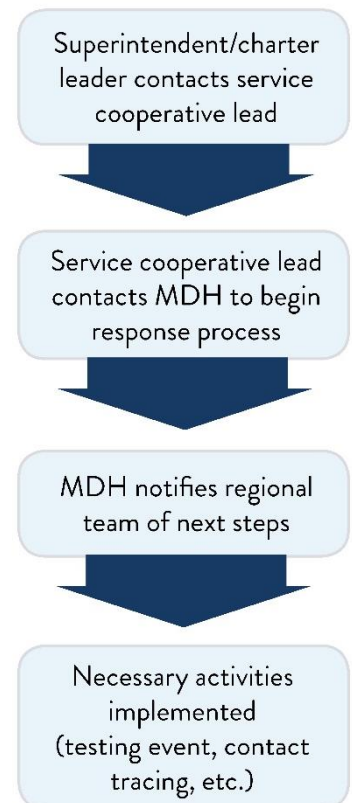 Superintendent/charter
leader contacts service
cooperative lead
Service cooperative lead
contacts MDH to begin
response process
MDH notifies regional
team of next steps
Necessary activities
implemented
(testing event, contact
tracing, etc.)